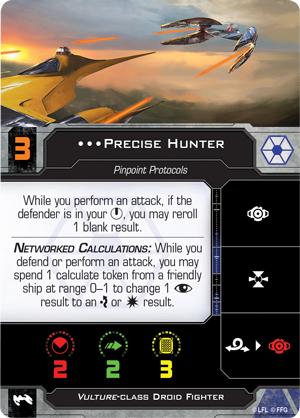 3
•••PRECISE HUNTER
Pinpoint Protocols
While you perform an attack, if the
defender is in your , you may reroll
1 blank result.
NETWORKED CALCULATIONS: While you
defend or perform an attack, you may
spend 1 calculate token from a friendly
ship at range 0–1 to change 1
result to an or result.
2 2 3
VULTURE-CLASS DROID FIGHTER
©LFL ©FFG